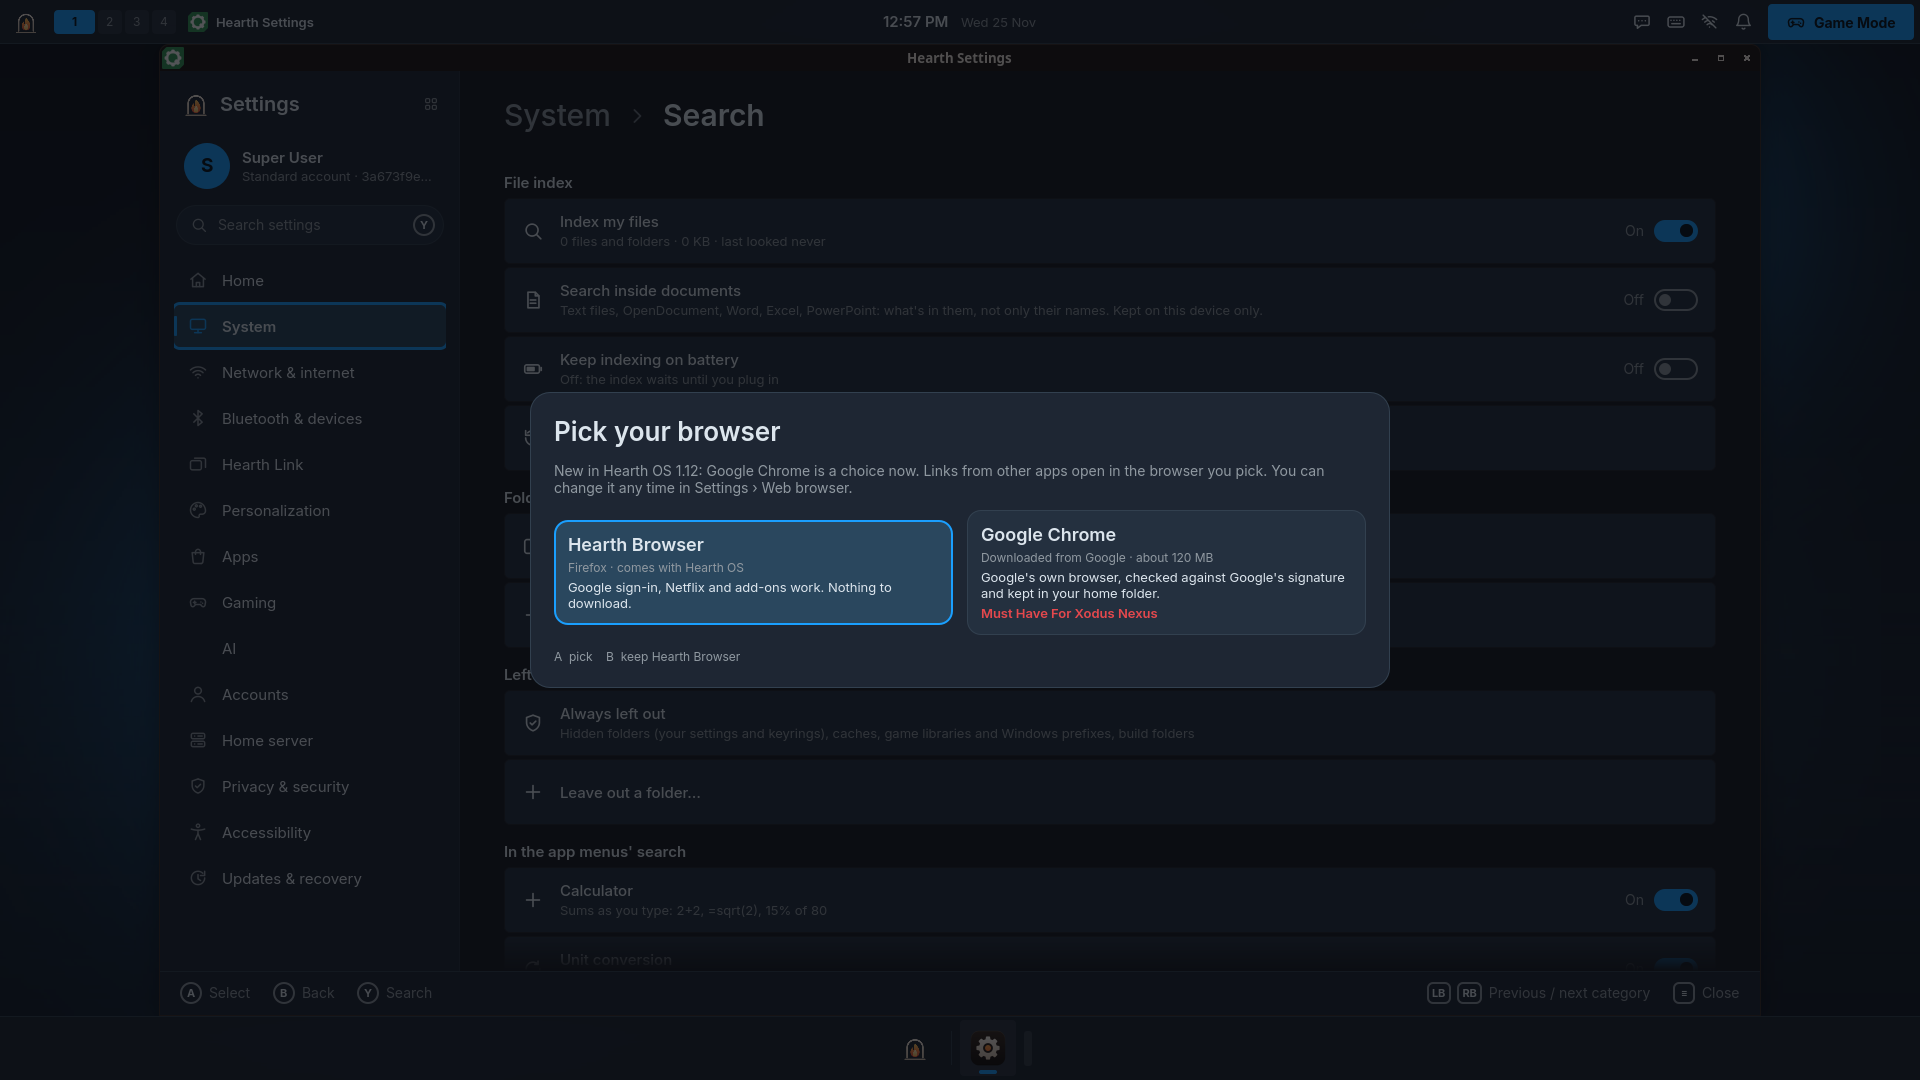 1 2 3 4 Hearth Settings
12:57 PM Wed 25 Nov
Game Mode
Hearth Settings
Settings
S
Super User
Standard account · 3a673f9e...
Search settings Y
Home
System
Network & internet
Bluetooth & devices
Hearth Link
Personalization
Apps
Gaming
AI
Accounts
Home server
Privacy & security
Accessibility
Updates & recovery
System > Search
File index
Index my files
0 files and folders · 0 KB · last looked never
On
Search inside documents
Text files, OpenDocument, Word, Excel, PowerPoint: what's in them, not only their names. Kept on this device only.
Off
Keep indexing on battery
Off: the index waits until you plug in
Off
Pick your browser
New in Hearth OS 1.12: Google Chrome is a choice now. Links from other apps open in the browser you pick. You can
change it any time in Settings › Web browser.
Hearth Browser
Firefox · comes with Hearth OS
Google sign-in, Netflix and add-ons work. Nothing to
download.
Google Chrome
Downloaded from Google · about 120 MB
Google's own browser, checked against Google's signature
and kept in your home folder.
Must Have For Xodus Nexus
A pick B keep Hearth Browser
Left
Always left out
Hidden folders (your settings and keyrings), caches, game libraries and Windows prefixes, build folders
Leave out a folder...
In the app menus' search
Calculator
Sums as you type: 2+2, =sqrt(2), 15% of 80
On
Unit conversion
A Select B Back Y Search
LB RB Previous / next category Close